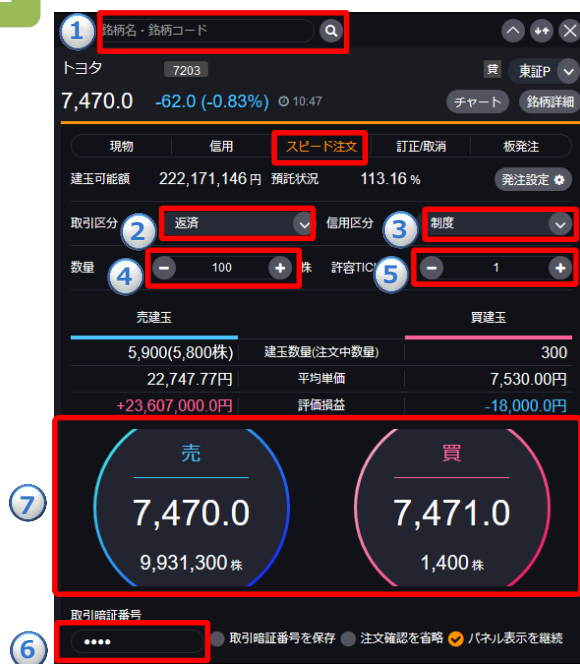 1 銘柄名・銘柄コード
トヨタ 7203 貸 東証P
7,470.0 -62.0 (-0.83%) 10:47 チャート 銘柄詳細
現物 信用 スピード注文 訂正/取消 板発注
建玉可能額 222,171,146 円 預託状況 113.16 % 発注設定
取引区分 2 返済 信用区分 3 制度
数量 4 100 株 許容TIC 5 1
売建玉 買建玉
5,900(5,800株) 建玉数量(注文中数量) 300
22,747.77円 平均単価 7,530.00円
+23,607,000.0円 評価損益 -18,000.0円
売 買
7 7,470.0 7,471.0
9,931,300 株 1,400 株
取引暗証番号
6 •••• 取引暗証番号を保存 注文確認を省略 パネル表示を継続